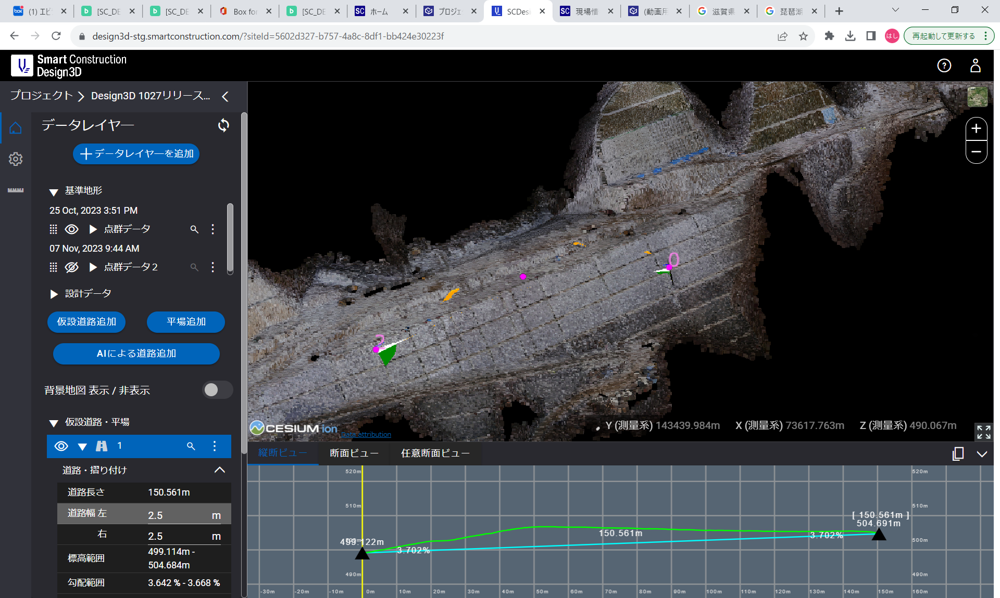 (1) エビ
[SC_DE
[SC_DE
Box for
[SC_DE
SC ホーム
プロジェ
SCDesi
SC 現場情
(動画用
滋賀県
琵琶湖
design3d-stg.smartconstruction.com/?siteId=5602d327-b757-4a8c-8df1-bb424e30223f
はし
再起動して更新する
Smart Construction
Design3D
プロジェクト > Design3D 1027リリース...
データレイヤー
+データレイヤーを追加
基準地形
25 Oct, 2023 3:51 PM
点群データ
07 Nov, 2023 9:44 AM
点群データ2
設計データ
仮設道路追加 平場追加
AIによる道路追加
背景地図 表示 / 非表示
仮設道路・平場
1
道路・摺り付け
道路長さ 150.561m
道路幅 左 2.5 m
右 2.5 m
標高範囲 499.114m - 504.684m
勾配範囲 3.642 % - 3.668 %
0
2
CESIUM ion Data attribution
Y (測量系) 143439.984m X (測量系) 73617.763m Z (測量系) 490.067m
縦断ビュー 断面ビュー 任意断面ビュー
520m 520m
510m 510m
[ 150.561m ]
504.691m
150.561m
3.702%
500m
499.122m
500m
3.702%
490m 490m
-30m -20m -10m 0m 10m 20m 30m 40m 50m 60m 70m 80m 90m 100m 110m 120m 130m 140m 150m 160m